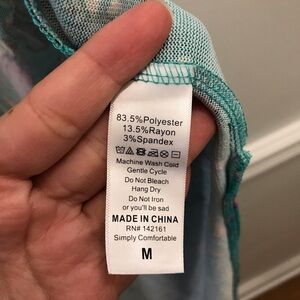 83.5%Polyester
13.5%Rayon
3%Spandex
Machine Wash Cold
Gentle Cycle
Do Not Bleach
Hang Dry
Do Not Iron
or you'll be sad
MADE IN CHINA
RN# 142161
Simply Comfortable
M